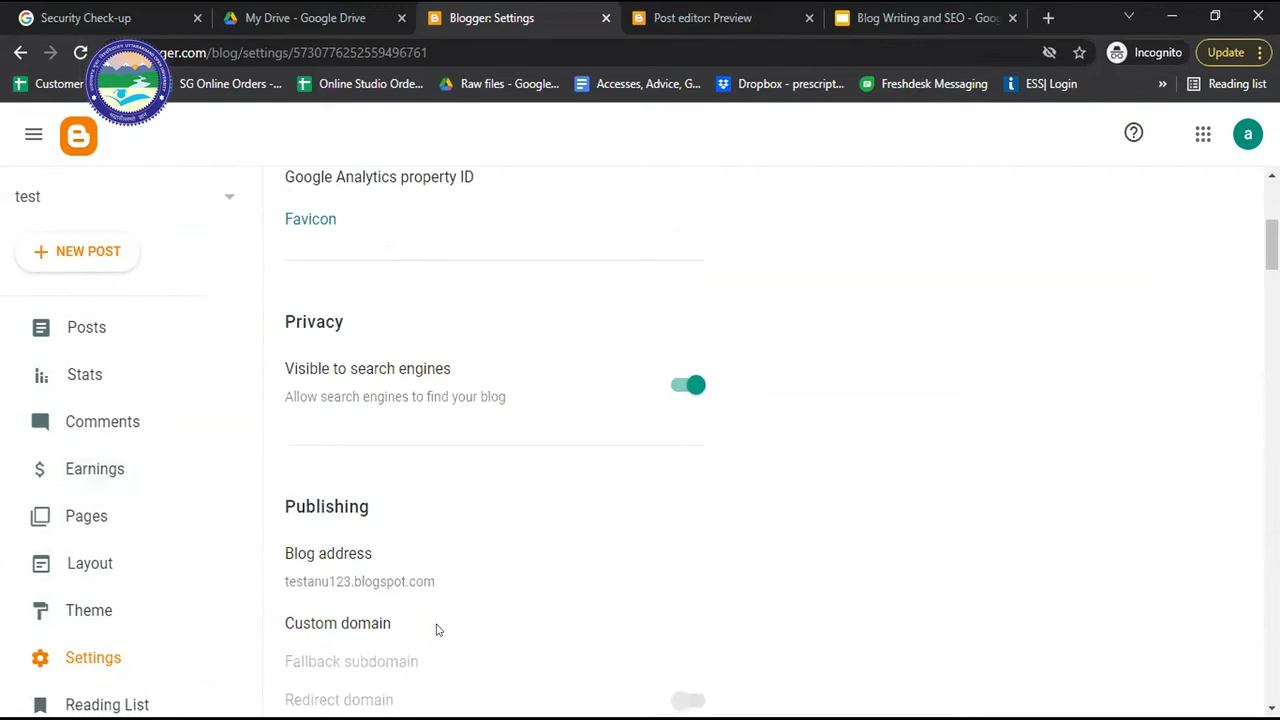 Security Check-up
My Drive - Google Drive
Blogger: Settings
Post editor: Preview
Blog Writing and SEO - Goog
ger.com/blog/settings/5730776252559496761
Incognito
Update
Customer
SG Online Orders -...
Online Studio Orde...
Raw files - Google...
Accesses, Advice, G...
Dropbox - pmptempt...
Freshdesk Messaging
ESS| Login
Reading list
a
test
NEW POST
Posts
Stats
Comments
Earnings
Pages
Layout
Theme
Settings
Reading List
Google Analytics property ID
Favicon
Privacy
Visible to search engines
Allow search engines to find your blog
Publishing
Blog address
testanu123.blogspot.com
Custom domain
Fallback subdomain
Redirect domain